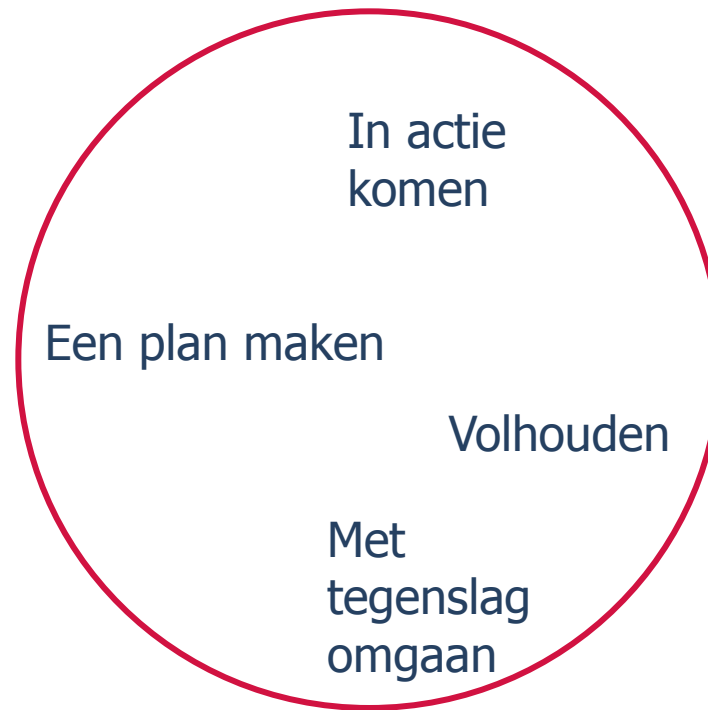 In actie
komen
Een plan maken
Volhouden
Met
tegenslag
omgaan